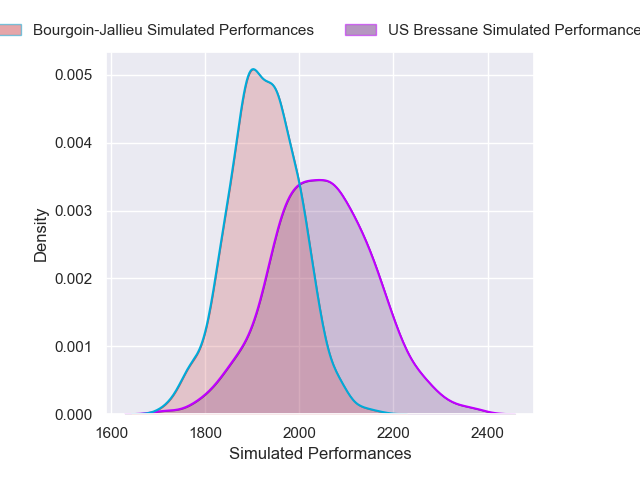 Bourgoin-Jallieu Simulated Performances US Bressane Simulated Performance
0.005
0.004
0.003
0.002
0.001
0.000
Density
1600 1800 2000 2200 2400
Simulated Performances